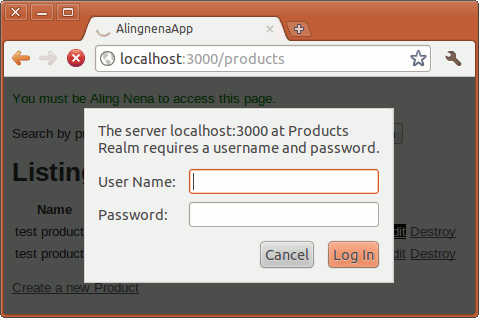 AlingnenaApp
localhost:3000/products
You must be Aling Nena to access this page.
Search by
The server localhost:3000 at Products
Realm requires a username and password.
Listing
User Name:
Name
Password:
test product
Destroy
test product
Destroy
Cancel
Log In
Create a new Product